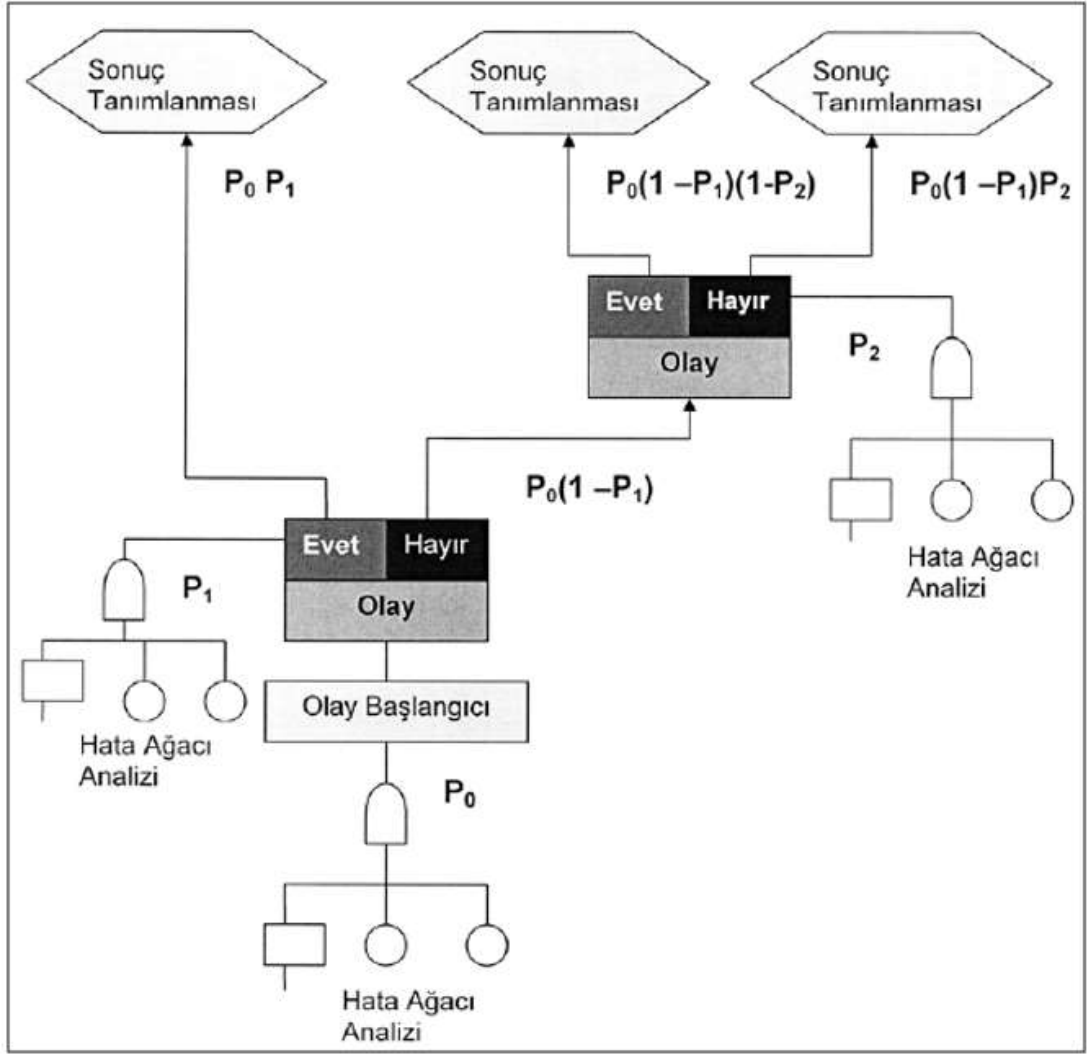 Sonuç
Tanımlanması
Sonuç
Tanımlanması
Sonuç
Tanımlanması
P₀ P₁
P₀(1 –P₁)(1-P₂)
P₀(1 –P₁)P₂
Evet
Hayır
Olay
P₂
P₀(1 –P₁)
Hata Ağacı
Analizi
Evet
Hayır
Olay
P₁
Olay Başlangıcı
Hata Ağacı
Analizi
P₀
Hata Ağacı
Analizi